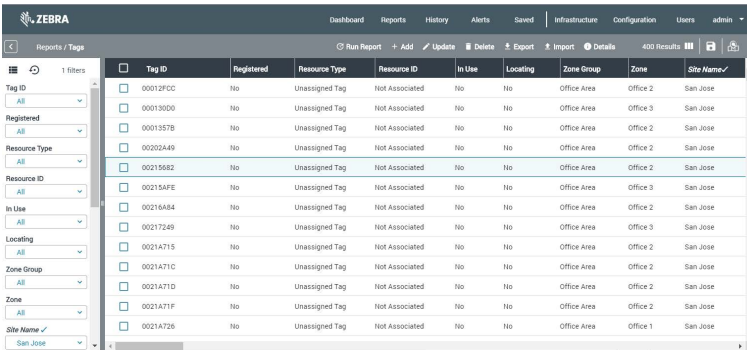 ZEBRA Dashboard Reports History Alerts Saved Infrastructure Configuration Users admin
Reports / Tags Run Report + Add Update Delete Export Import Details 400 Results
1 filters
Tag ID
All
Registered
All
Resource Type
All
Resource ID
All
In Use
All
Locating
All
Zone Group
All
Zone
All
Site Name ✓
San Jose
Tag ID Registered Resource Type Resource ID In Use Locating Zone Group Zone Site Name✓
00012FCC No Unassigned Tag Not Associated No No Office Area Office 2 San Jose
000130D0 No Unassigned Tag Not Associated No No Office Area Office 3 San Jose
0001357B No Unassigned Tag Not Associated No No Office Area Office 2 San Jose
00202A49 No Unassigned Tag Not Associated No No Office Area Office 2 San Jose
00215682 No Unassigned Tag Not Associated No No Office Area Office 2 San Jose
00215AFE No Unassigned Tag Not Associated No No Office Area Office 3 San Jose
00216A84 No Unassigned Tag Not Associated No No Office Area Office 2 San Jose
00217249 No Unassigned Tag Not Associated No No Office Area Office 3 San Jose
0021A715 No Unassigned Tag Not Associated No No Office Area Office 2 San Jose
0021A71C No Unassigned Tag Not Associated No No Office Area Office 2 San Jose
0021A71D No Unassigned Tag Not Associated No No Office Area Office 2 San Jose
0021A71F No Unassigned Tag Not Associated No No Office Area Office 2 San Jose
0021A726 No Unassigned Tag Not Associated No No Office Area Office 1 San Jose